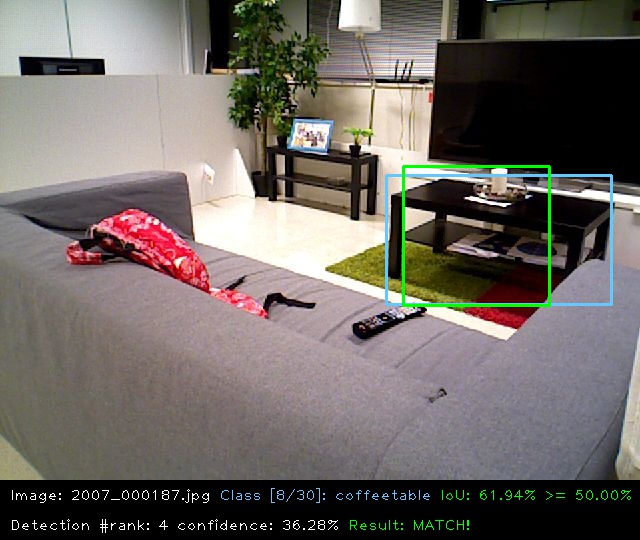 Image: 2007_000187.jpg Class [8/30]: coffeetable IoU: 61.94% >= 50.00%
Detection #rank: 4 confidence: 36.28% Result: MATCH!